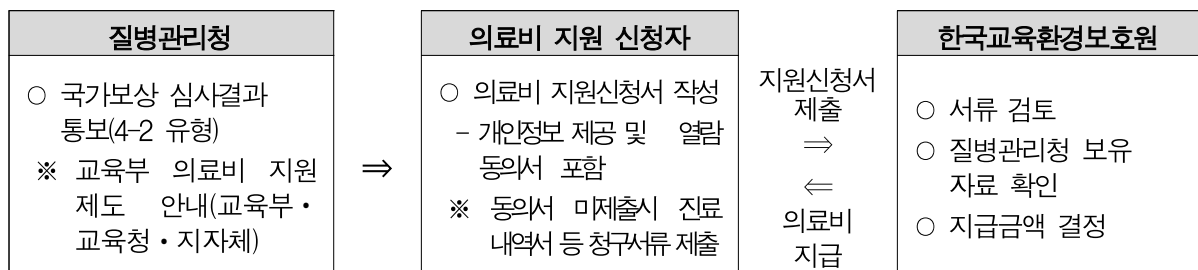 질병관리청
○ 국가보상 심사결과
통보(4-2 유형)
※ 교육부 의료비 지원
제도 안내(교육부・
교육청・지자체)
⇒
의료비 지원 신청자
○ 의료비 지원신청서 작성
- 개인정보 제공 및 열람
동의서 포함
※ 동의서 미제출시 진료
내역서 등 청구서류 제출
지원신청서
제출
⇒
⇐
의료비
지급
한국교육환경보호원
○ 서류 검토
○ 질병관리청 보유
자료 확인
○ 지급금액 결정